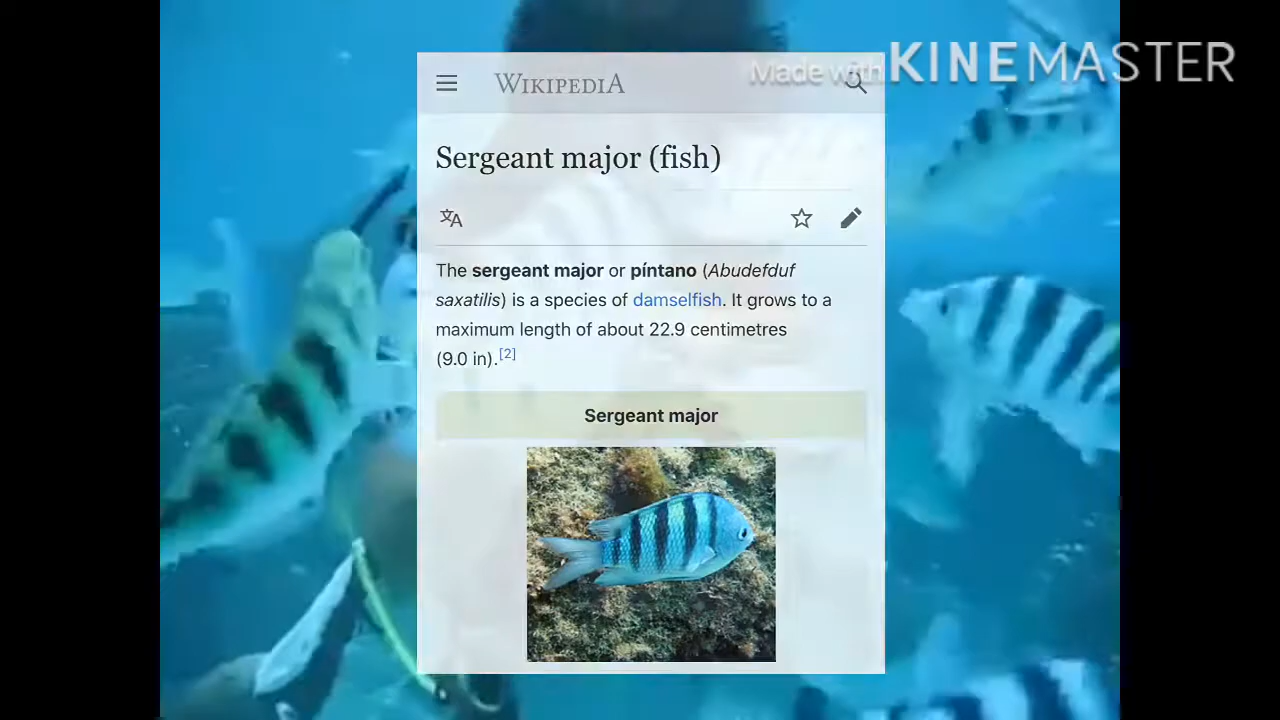 Made with KINEMASTER
WIKIPEDIA
Sergeant major (fish)
The sergeant major or píntano (Abudefduf
saxatilis) is a species of damselfish. It grows to a
maximum length of about 22.9 centimetres
(9.0 in).[2]
Sergeant major